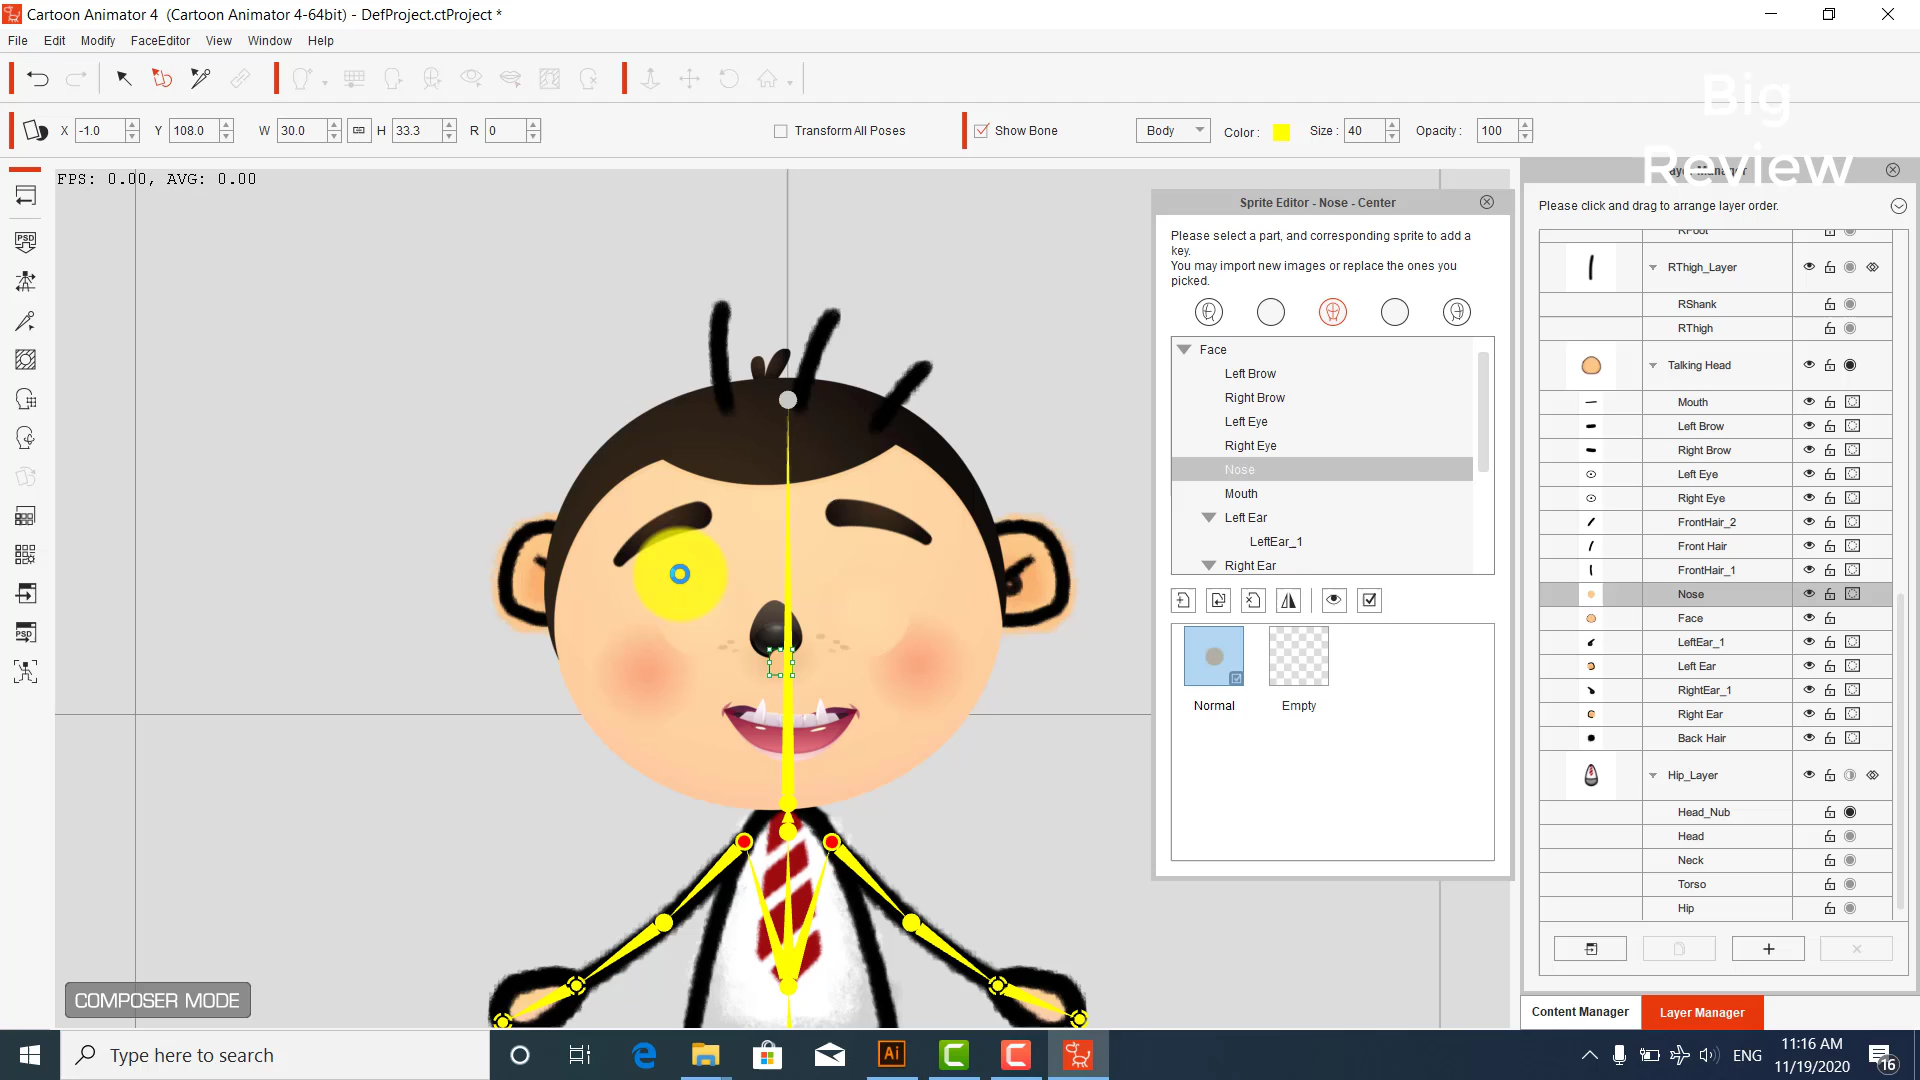 Cartoon Animator 4 (Cartoon Animator 4-64bit) - DefProject.ctProject *
File Edit Modify FaceEditor View Window Help
X -1.0 Y 108.0 W 30.0 H 33.3 R 0 Transform All Poses Show Bone Body Color : Size : 40 Opacity : 100
Big
Review
FPS: 0.00, AVG: 0.00
Sprite Editor - Nose - Center
Please select a part, and corresponding sprite to add a
key.
You may import new images or replace the ones you
picked.
Face
Left Brow
Right Brow
Left Eye
Right Eye
Nose
Mouth
Left Ear
LeftEar_1
Right Ear
Normal Empty
Layer Manager
Please click and drag to arrange layer order.
RFoot
RThigh_Layer
RShank
RThigh
Talking Head
Mouth
Left Brow
Right Brow
Left Eye
Right Eye
FrontHair_2
Front Hair
FrontHair_1
Nose
Face
LeftEar_1
Left Ear
RightEar_1
Right Ear
Back Hair
Hip_Layer
Head_Nub
Head
Neck
Torso
Hip
Content Manager Layer Manager
COMPOSER MODE
PSD
PSD
Type here to search
Ai
ENG
11:16 AM
11/19/2020
16